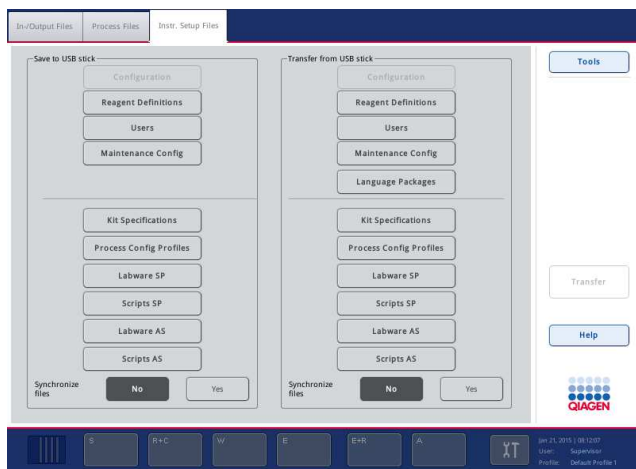 In-/Output Files
Process Files
Instr. Setup Files
Save to USB stick
Configuration
Reagent Definitions
Users
Maintenance Config
Kit Specifications
Process Config Profiles
Labware SP
Scripts SP
Labware AS
Scripts AS
Synchronize
files
No
Yes
Transfer from USB stick
Configuration
Reagent Definitions
Users
Maintenance Config
Language Packages
Kit Specifications
Process Config Profiles
Labware SP
Scripts SP
Labware AS
Scripts AS
Synchronize
files
No
Yes
Tools
Transfer
Help
QIAGEN
S
R+C
W
E
E+R
A
Jan 21, 2015 | 08:12:07
User: Supervisor
Profile: Default Profile 1